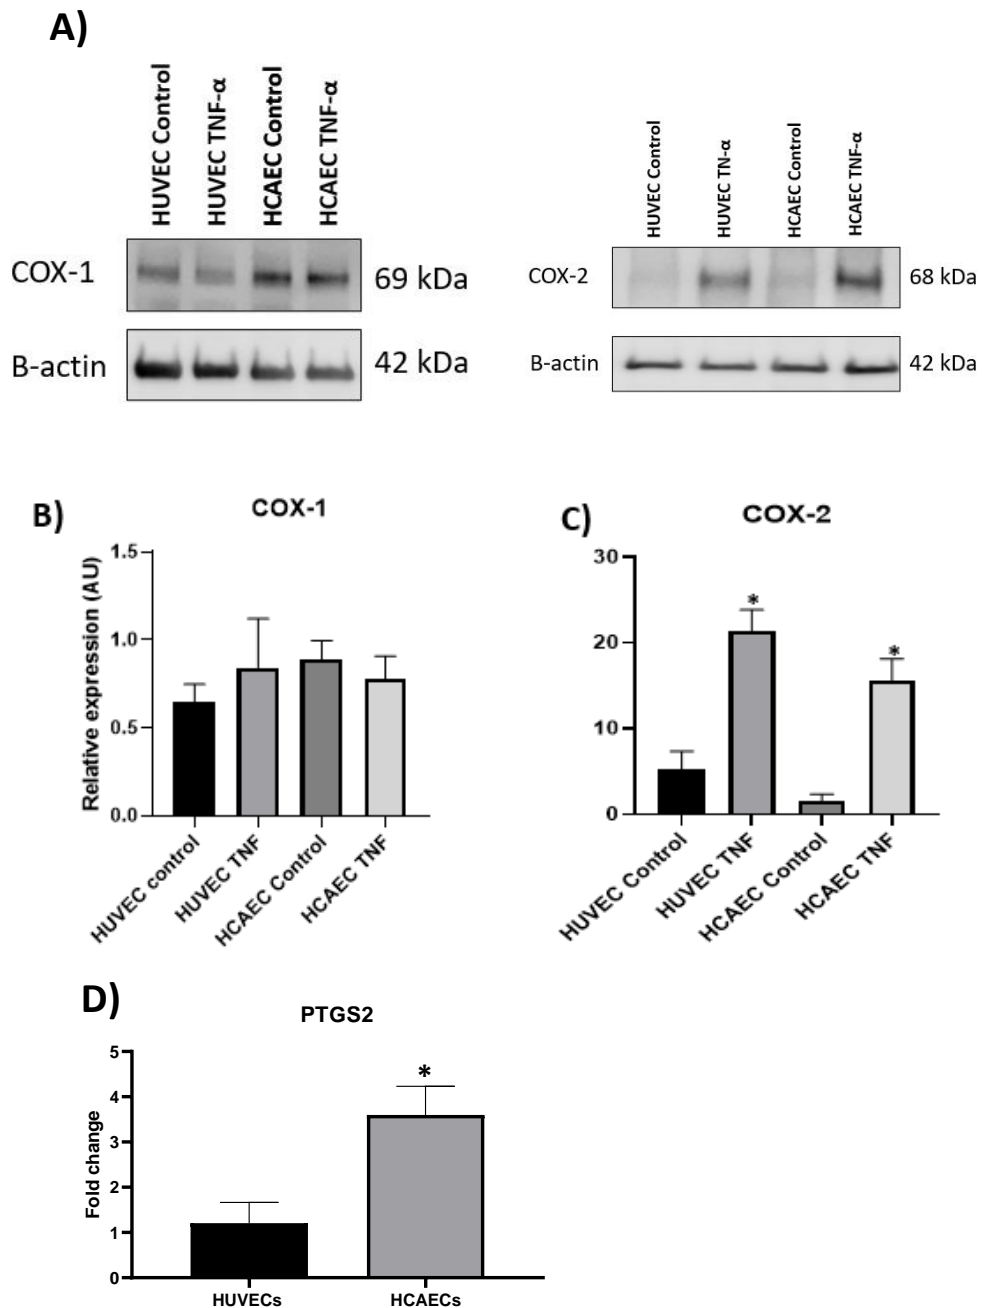 A)
HUVEC Control
HUVEC TNF-α
HCAEC Control
HCAEC TNF-α
COX-1
69 kDa
B-actin
42 kDa
HUVEC Control
HUVEC TN-α
HCAEC Control
HCAEC TNF-α
COX-2
68 kDa
B-actin
42 kDa
B)
COX-1
Relative expression (AU)
1.5
1.0
0.5
0.0
HUVEC control
HUVEC TNF
HCAEC Control
HCAEC TNF
C)
COX-2
30
20
10
0
*
*
HUVEC Control
HUVEC TNF
HCAEC Control
HCAEC TNF
D)
PTGS2
Fold change
5
4
3
2
1
0
*
HUVECs
HCAECs